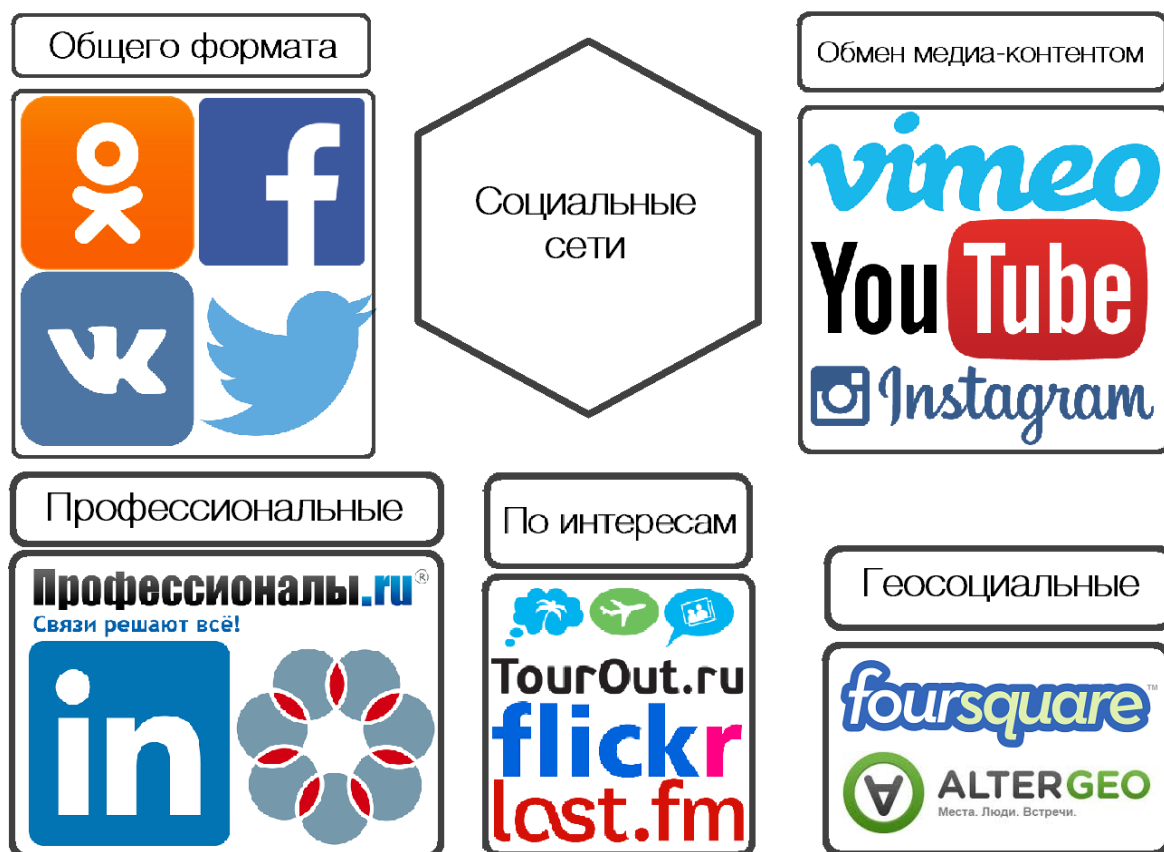 Общего формата
f
Социальные
сети
Обмен медиа-контентом
vimeo
YouTube
Instagram
Профессиональные
Профессионалы.ru®
Связи решают всё!
in
По интересам
TourOut.ru
flickr
last.fm
Геосоциальные
foursquare™
ALTERGEO
Места. Люди. Встречи.